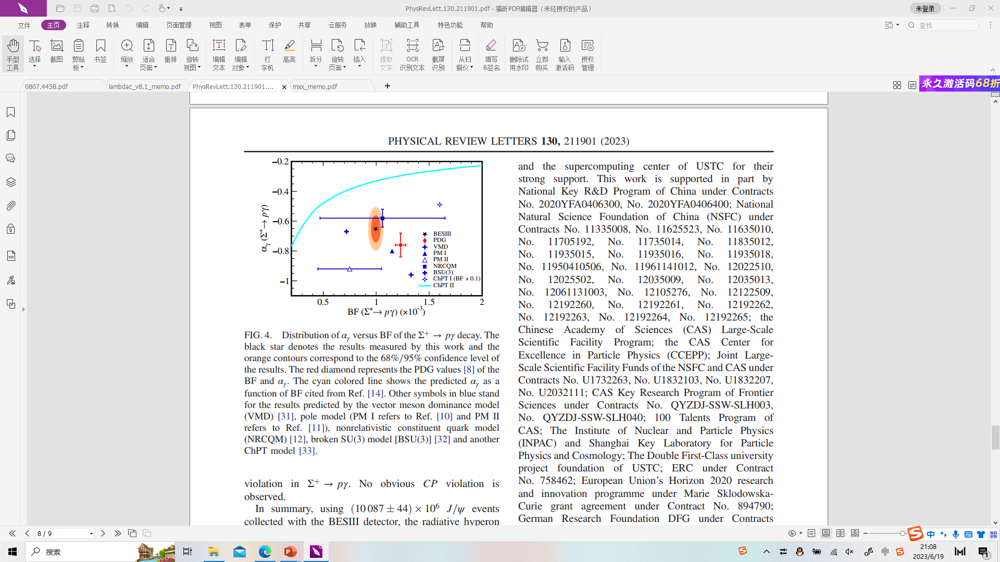 PhysRevLett.130.211901.pdf - 福昕PDF编辑器（未经授权的产品）
未登录
文件 主页 注释 转换 编辑 页面管理 视图 表单 保护 共享 云服务 放映 辅助工具 特色功能 帮助
查找
手型 选择 截图 剪贴 书签 缩放 适合 重排 旋转 编辑 编辑 打 高亮 拆分 旋转 插入 提取 OCR 截屏 从扫 填写 删除试 立即 输入 授权
工具 板 页面 视图 文本 对象 字机 页面 文字 识别文本 识别 描仪 &签名 用水印 购买 激活码 管理
0807.4458.pdf lambdac_v8.1_memo.pdf PhysRevLett.130.211901.... mxx_memo.pdf
永久激活码68折
PHYSICAL REVIEW LETTERS 130, 211901 (2023)
−0.2
−0.4
−0.6
−0.8
−1
α_γ (Σ⁺→ pγ)
BESIII
PDG
VMD
PM I
PM II
NRCQM
BSU(3)
ChPT I (BF × 0.1)
ChPT II
0.5 1 1.5 2
BF (Σ⁺→ pγ) (×10⁻³)
FIG. 4. Distribution of α_γ versus BF of the Σ⁺ → pγ decay. The
black star denotes the results measured by this work and the
orange contours correspond to the 68%/95% confidence level of
the results. The red diamond represents the PDG values [8] of the
BF and α_γ. The cyan colored line shows the predicted α_γ as a
function of BF cited from Ref. [14]. Other symbols in blue stand
for the results predicted by the vector meson dominance model
(VMD) [31], pole model (PM I refers to Ref. [10] and PM II
refers to Ref. [11]), nonrelativistic constituent quark model
(NRCQM) [12], broken SU(3) model [BSU(3)] [32] and another
ChPT model [33].
violation in Σ⁺ → pγ. No obvious CP violation is
observed.
In summary, using (10 087 ± 44) × 10⁶ J/ψ events
collected with the BESIII detector, the radiative hyperon
and the supercomputing center of USTC for their
strong support. This work is supported in part by
National Key R&D Program of China under Contracts
No. 2020YFA0406300, No. 2020YFA0406400; National
Natural Science Foundation of China (NSFC) under
Contracts No. 11335008, No. 11625523, No. 11635010,
No. 11705192, No. 11735014, No. 11835012,
No. 11935015, No. 11935016, No. 11935018,
No. 11950410506, No. 11961141012, No. 12022510,
No. 12025502, No. 12035009, No. 12035013,
No. 12061131003, No. 12105276, No. 12122509,
No. 12192260, No. 12192261, No. 12192262,
No. 12192263, No. 12192264, No. 12192265; the
Chinese Academy of Sciences (CAS) Large-Scale
Scientific Facility Program; the CAS Center for
Excellence in Particle Physics (CCEPP); Joint Large-
Scale Scientific Facility Funds of the NSFC and CAS under
Contracts No. U1732263, No. U1832103, No. U1832207,
No. U2032111; CAS Key Research Program of Frontier
Sciences under Contracts No. QYZDJ-SSW-SLH003,
No. QYZDJ-SSW-SLH040; 100 Talents Program of
CAS; The Institute of Nuclear and Particle Physics
(INPAC) and Shanghai Key Laboratory for Particle
Physics and Cosmology; The Double First-Class university
project foundation of USTC; ERC under Contract
No. 758462; European Union’s Horizon 2020 research
and innovation programme under Marie Sklodowska-
Curie grant agreement under Contract No. 894790;
German Research Foundation DFG under Contracts
8 / 9
中
搜索
中
21:08
2023/6/19
1